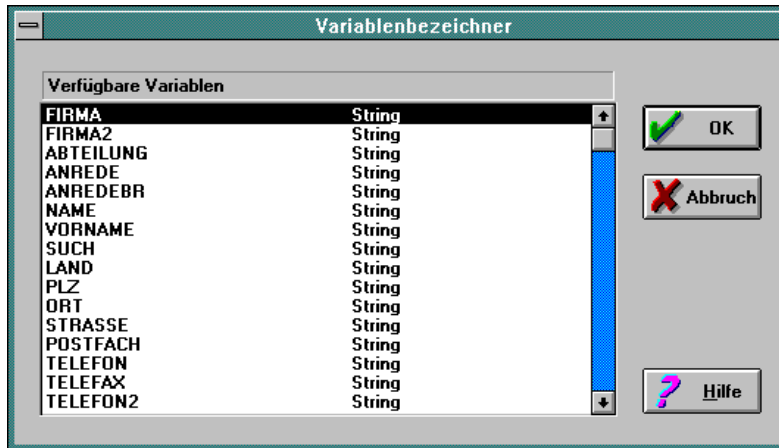 Variablenbezeichner
Verfügbare Variablen
FIRMA String
FIRMA2 String
ABTEILUNG String
ANREDE String
ANREDEBR String
NAME String
VORNAME String
SUCH String
LAND String
PLZ String
ORT String
STRASSE String
POSTFACH String
TELEFON String
TELEFAX String
TELEFON2 String
OK
Abbruch
Hilfe